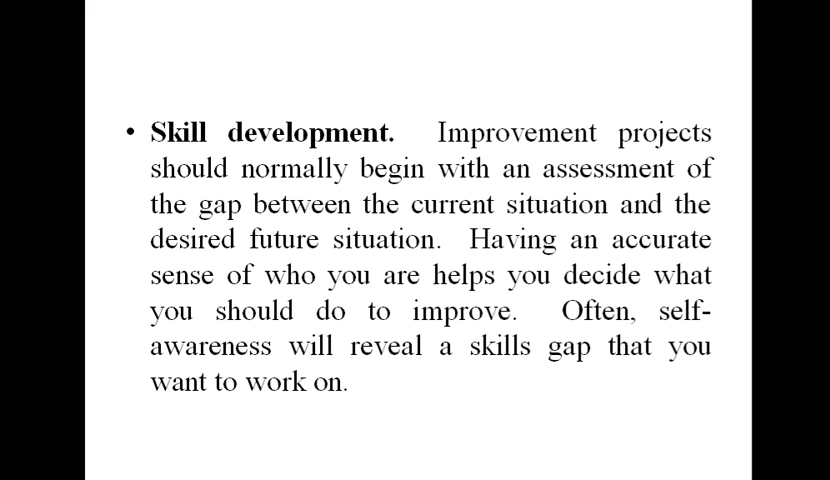 • Skill development. Improvement projects
should normally begin with an assessment of
the gap between the current situation and the
desired future situation. Having an accurate
sense of who you are helps you decide what
you should do to improve. Often, self-
awareness will reveal a skills gap that you
want to work on.